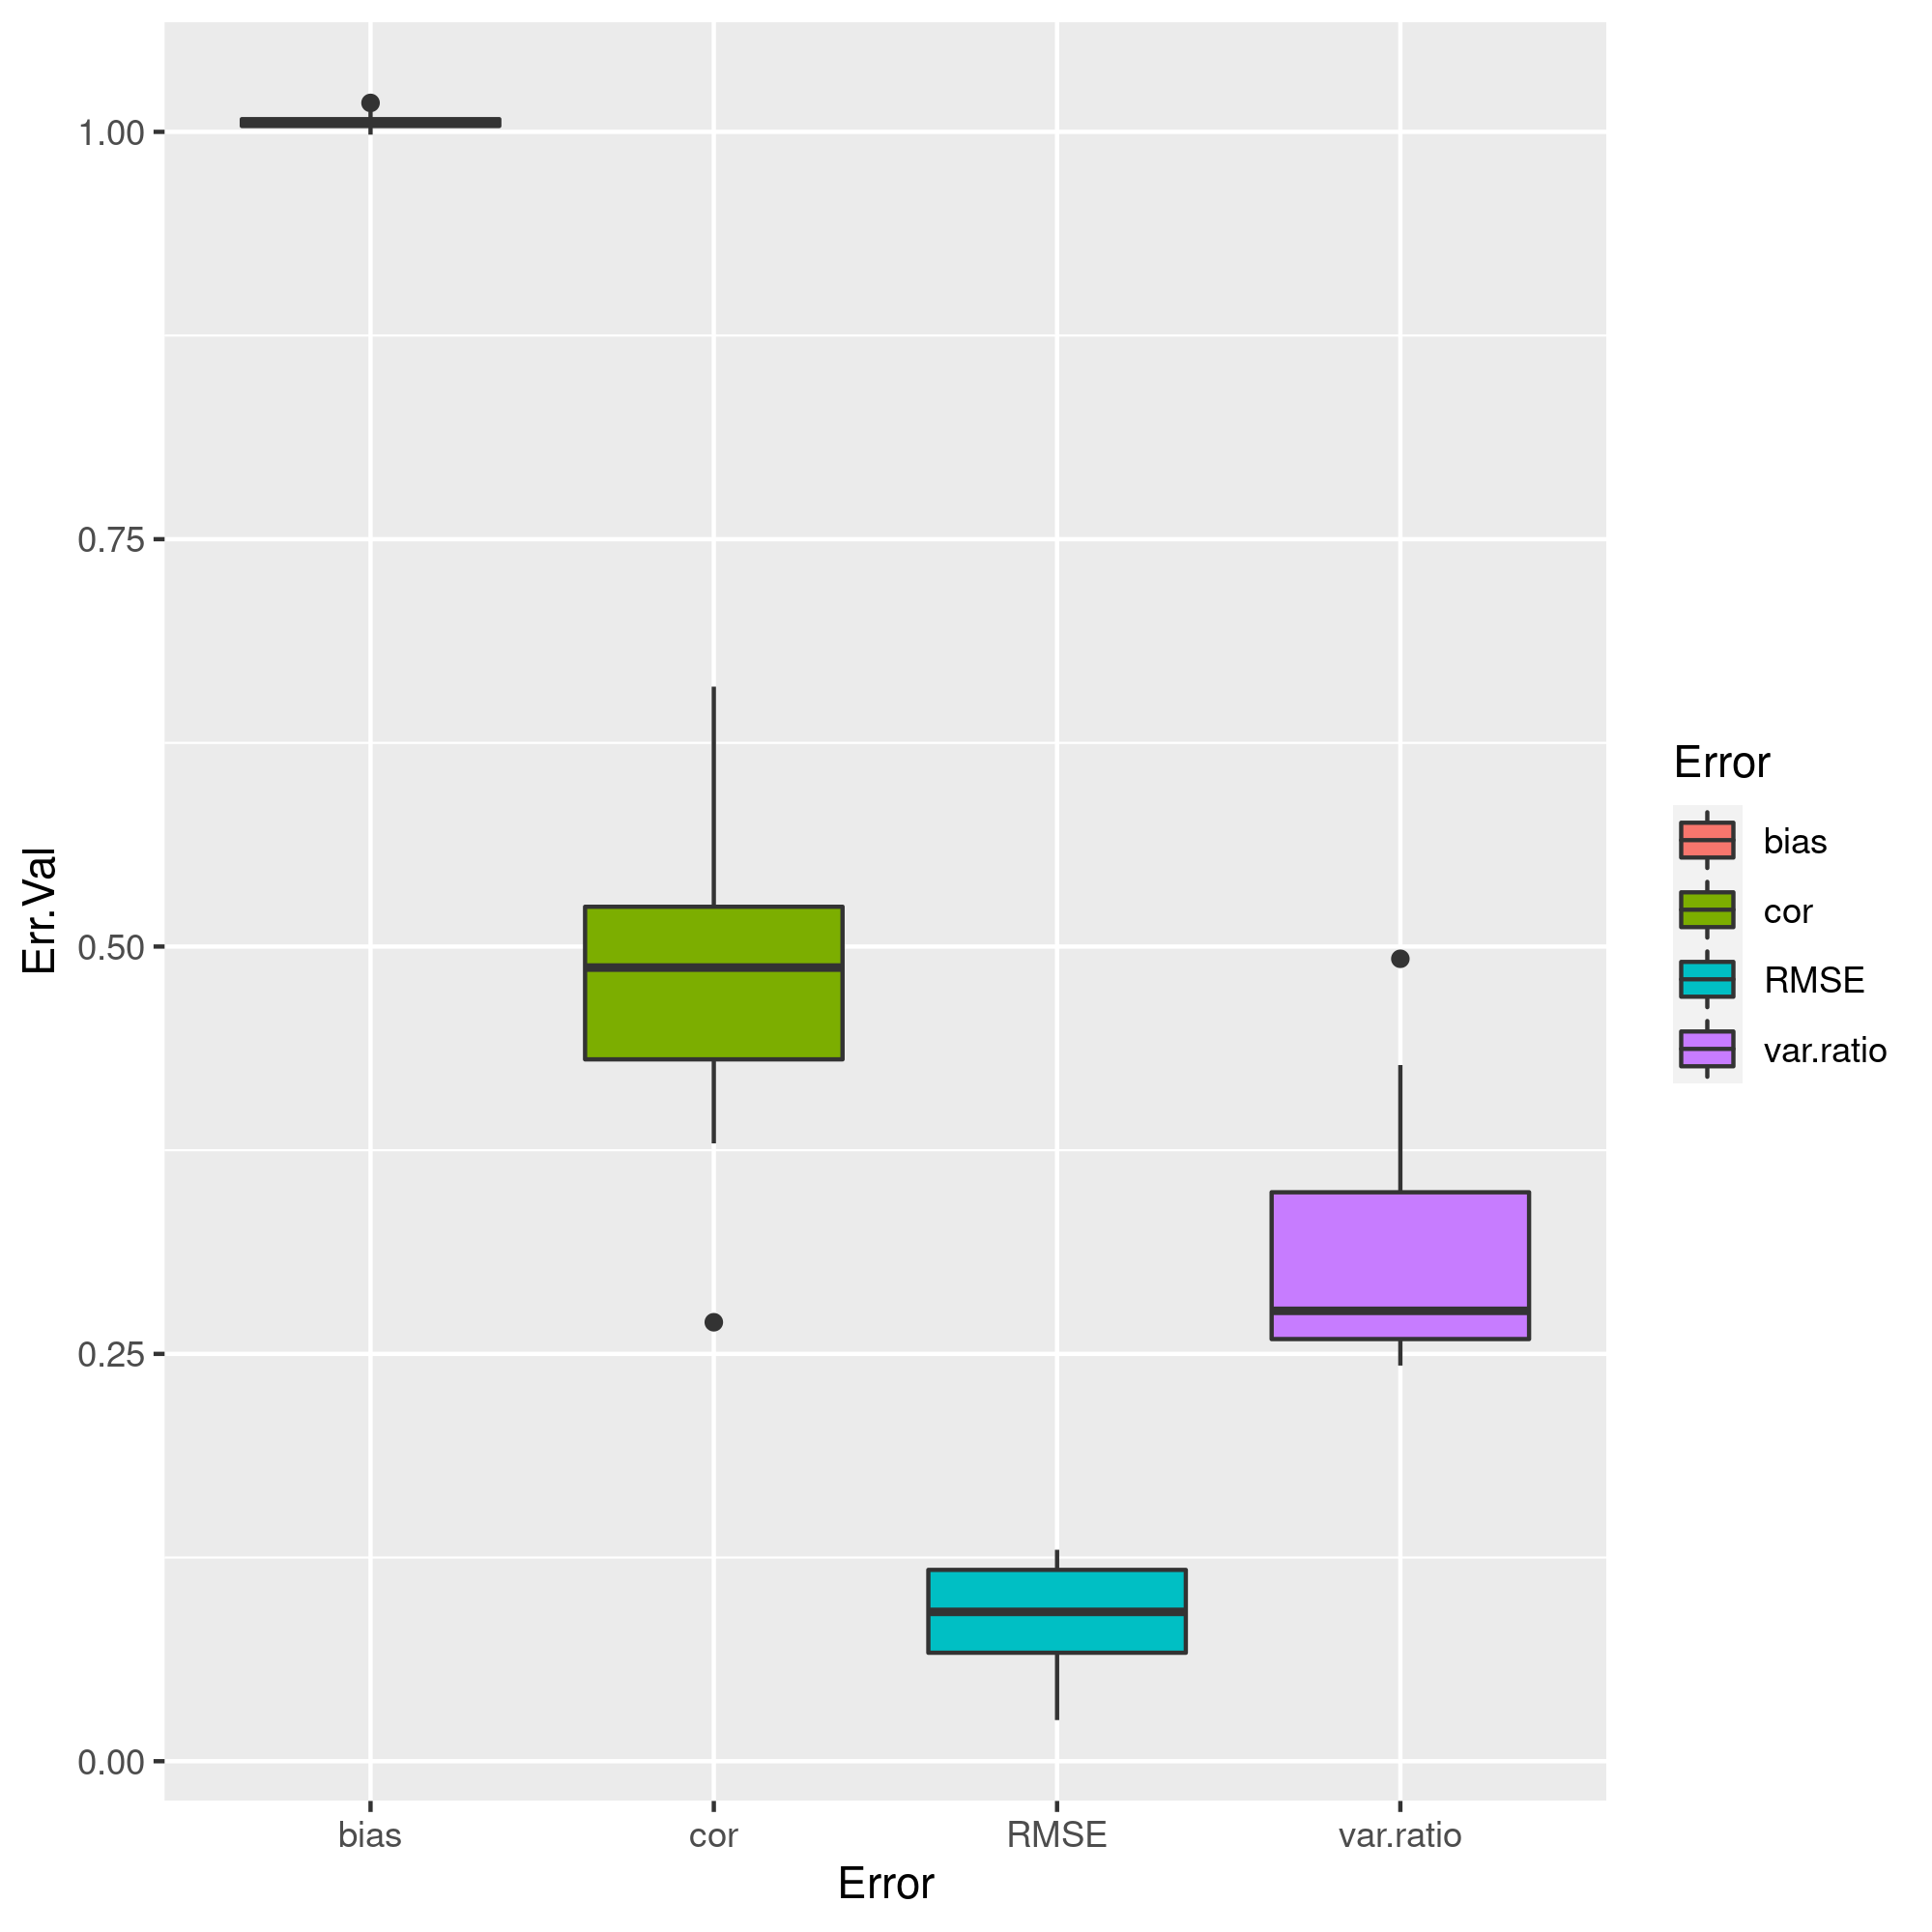 1.00
0.75
0.50
0.25
0.00
Err.Val
bias cor RMSE var.ratio
Error
Error
bias
cor
RMSE
var.ratio